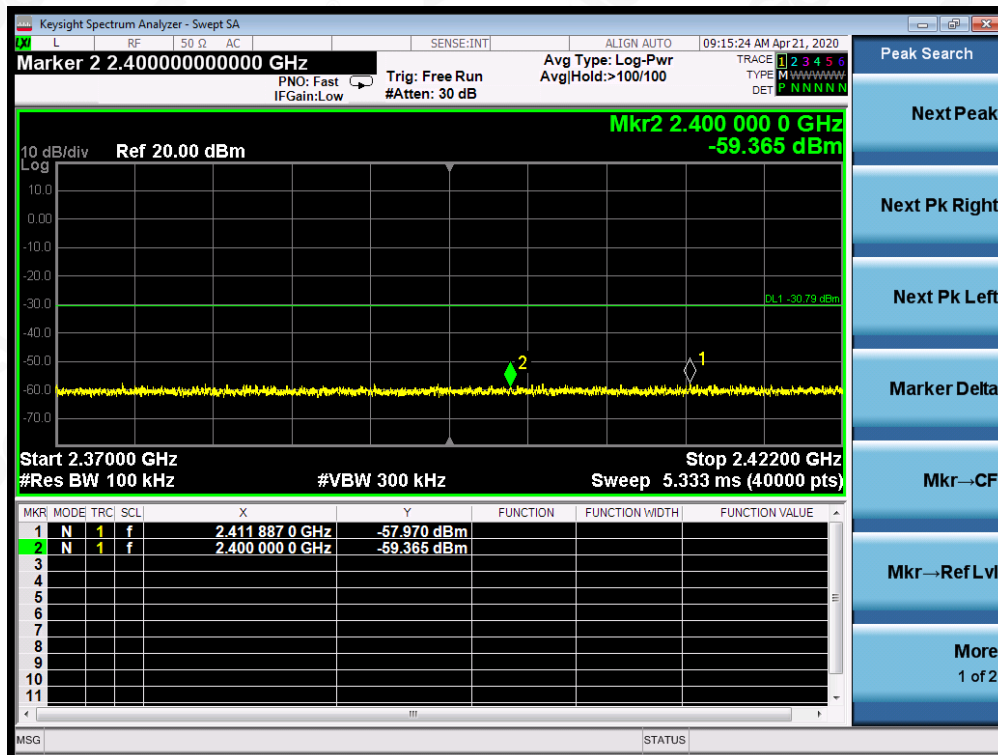 Keysight Spectrum Analyzer - Swept SA
LXI L RF 50 Ω AC SENSE:INT ALIGN AUTO 09:15:24 AM Apr 21, 2020
Marker 2 2.400000000000 GHz
PNO: Fast
IFGain:Low
Trig: Free Run
#Atten: 30 dB
Avg Type: Log-Pwr
Avg|Hold:>100/100
TRACE 1 2 3 4 5 6
TYPE M W W W W W
DET P N N N N N
Mkr2 2.400 000 0 GHz
-59.365 dBm
10 dB/div Ref 20.00 dBm
Log
10.0
0.00
-10.0
-20.0
-30.0
DL1 -30.79 dBm
-40.0
-50.0
2
1
-60.0
-70.0
Start 2.37000 GHz Stop 2.42200 GHz
#Res BW 100 kHz #VBW 300 kHz Sweep 5.333 ms (40000 pts)
MKR MODE TRC SCL X Y FUNCTION FUNCTION WIDTH FUNCTION VALUE
1 N 1 f 2.411 887 0 GHz -57.970 dBm
2 N 1 f 2.400 000 0 GHz -59.365 dBm
3
4
5
6
7
8
9
10
11
MSG STATUS
Peak Search
Next Peak
Next Pk Right
Next Pk Left
Marker Delta
Mkr→CF
Mkr→Ref Lvl
More
1 of 2